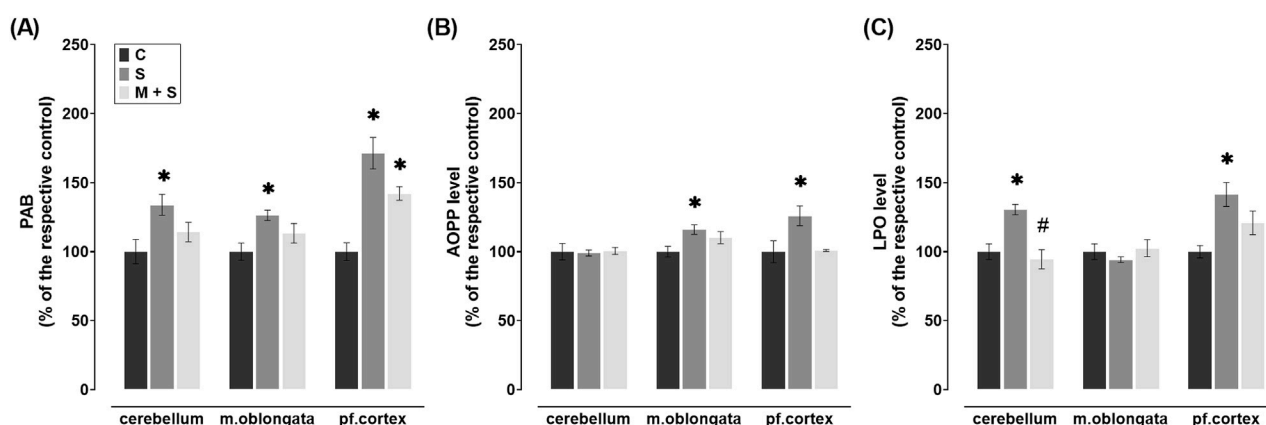 (A)
PAB
(% of the respective control)
250
200
150
100
50
0
C
S
M + S
*
*
*
*
cerebellum m.oblongata pf.cortex
(B)
AOPP level
(% of the respective control)
250
200
150
100
50
0
*
*
cerebellum m.oblongata pf.cortex
(C)
LPO level
(% of the respective control)
250
200
150
100
50
0
*
#
*
cerebellum m.oblongata pf.cortex